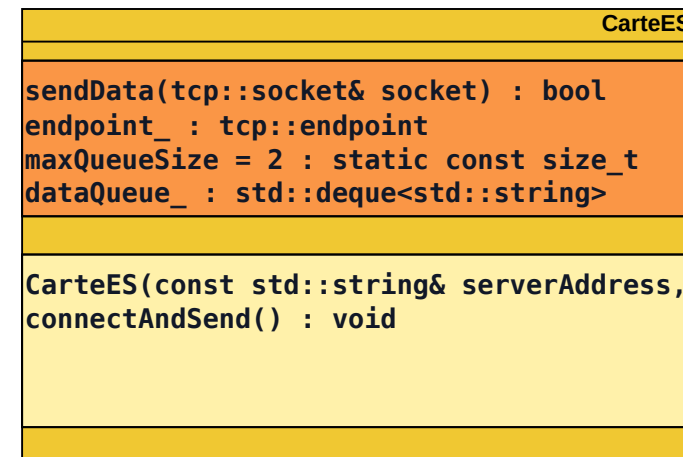 CarteES
sendData(tcp::socket& socket) : bool
endpoint_ : tcp::endpoint
maxQueueSize = 2 : static const size_t
dataQueue_ : std::deque<std::string>
CarteES(const std::string& serverAddress,
connectAndSend() : void